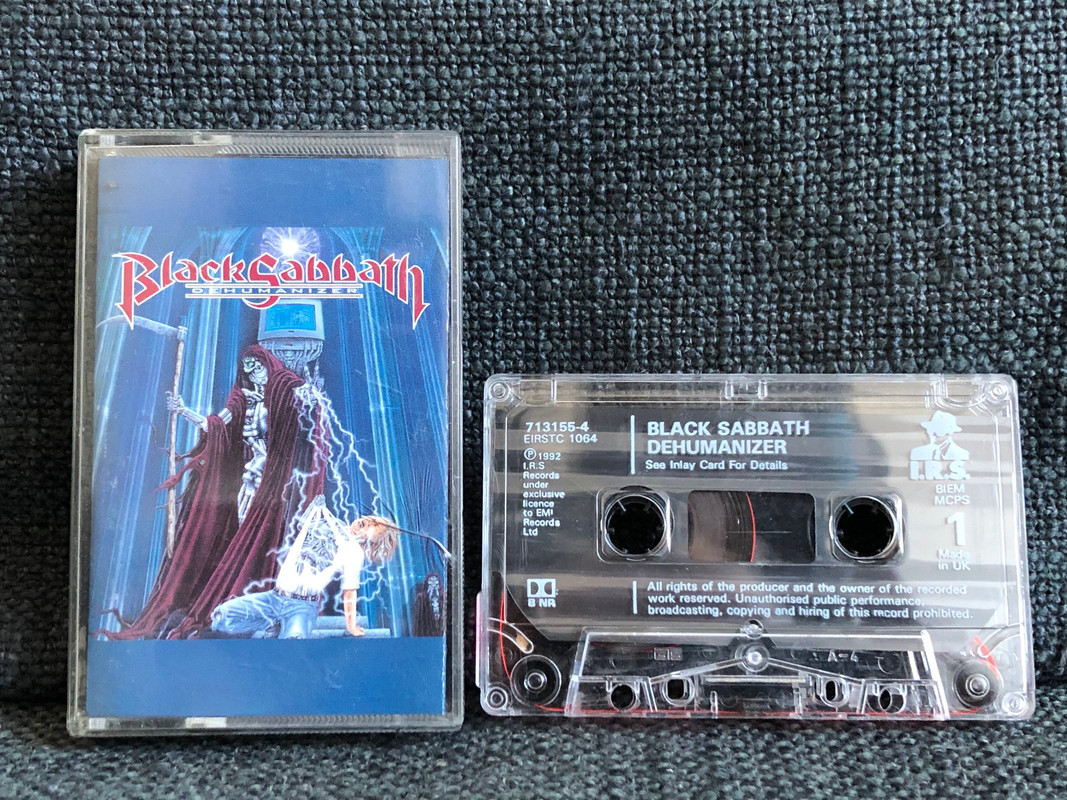 Black Sabbath
DEHUMANIZER
713155-4
EIRSTC 1064
℗ 1992
I.R.S
Records
under
exclusive
licence
to EMI
Records
Ltd
BLACK SABBATH
DEHUMANIZER
See Inlay Card For Details
I.R.S.
BIEM
MCPS
1
Made
in UK
B NR
All rights of the producer and the owner of the recorded
work reserved. Unauthorised public performance,
broadcasting, copying and hiring of this record prohibited.
A-4